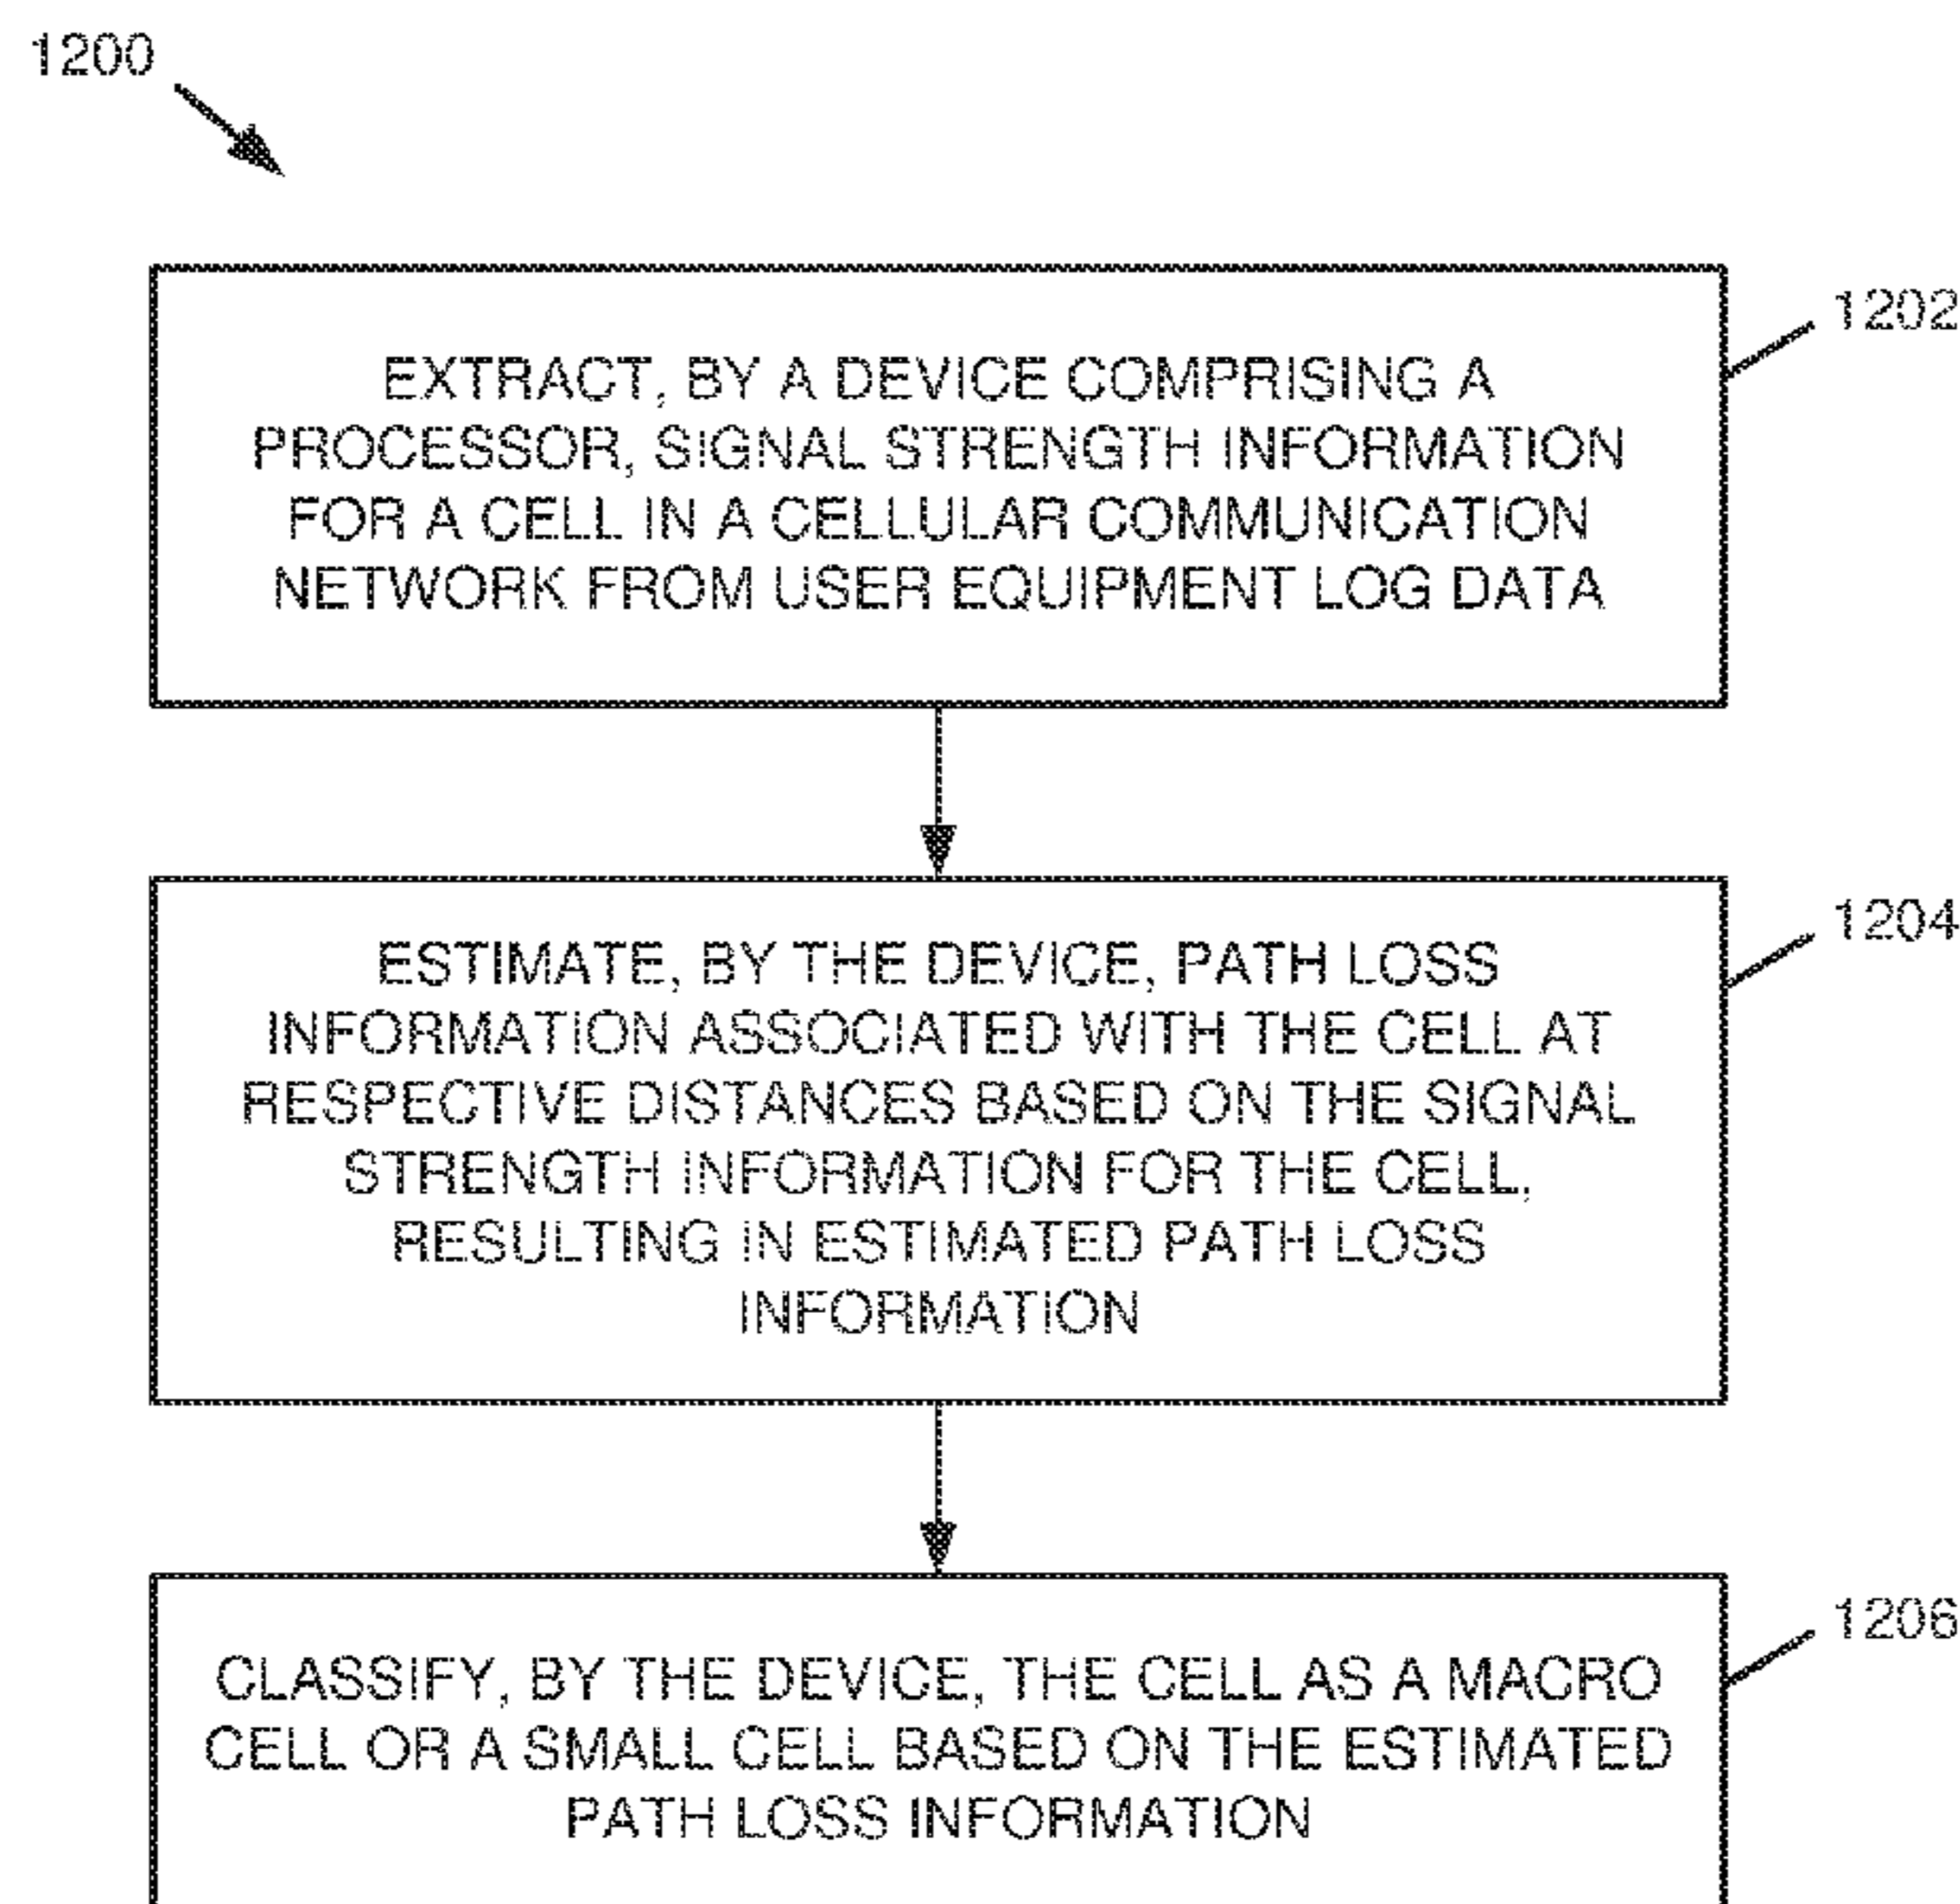 1200
1202
EXTRACT, BY A DEVICE COMPRISING A
PROCESSOR, SIGNAL STRENGTH INFORMATION
FOR A CELL IN A CELLULAR COMMUNICATION
NETWORK FROM USER EQUIPMENT LOG DATA
1204
ESTIMATE, BY THE DEVICE, PATH LOSS
INFORMATION ASSOCIATED WITH THE CELL AT
RESPECTIVE DISTANCES BASED ON THE SIGNAL
STRENGTH INFORMATION FOR THE CELL,
RESULTING IN ESTIMATED PATH LOSS
INFORMATION
1206
CLASSIFY, BY THE DEVICE, THE CELL AS A MACRO
CELL OR A SMALL CELL BASED ON THE ESTIMATED
PATH LOSS INFORMATION